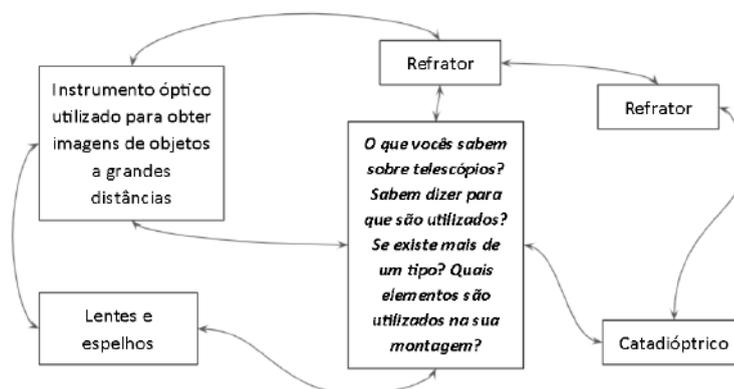 Instrumento óptico
utilizado para obter
imagens de objetos
a grandes
distâncias
Refrator
Refrator
O que vocês sabem
sobre telescópios?
Sabem dizer para
que são utilizados?
Se existe mais de
um tipo? Quais
elementos são
utilizados na sua
montagem?
Lentes e
espelhos
Catadióptrico